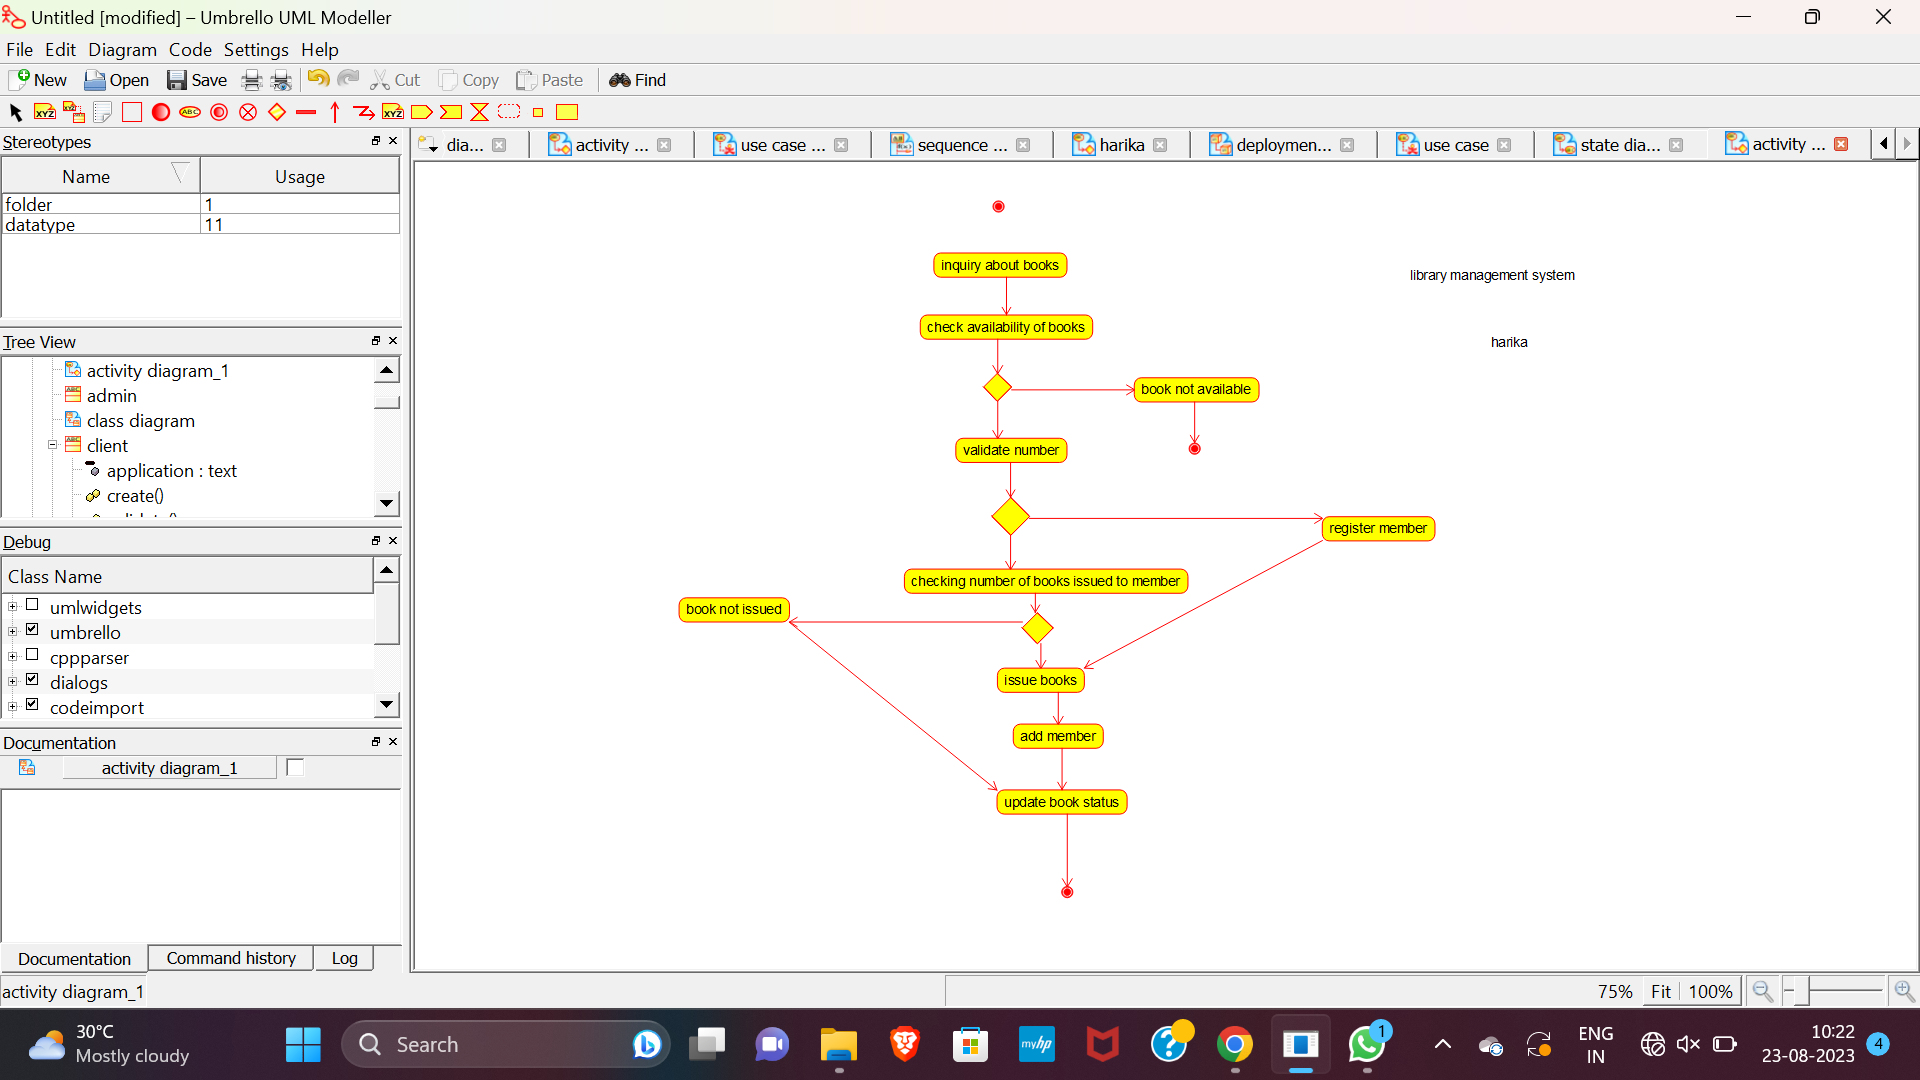 Untitled [modified] – Umbrello UML Modeller
File Edit Diagram Code Settings Help
New Open Save Cut Copy Paste Find
Stereotypes
Name Usage
folder 1
datatype 11
Tree View
activity diagram_1
admin
class diagram
client
application : text
create()
Debug
Class Name
umlwidgets
umbrello
cppparser
dialogs
codeimport
Documentation
activity diagram_1
Documentation Command history Log
activity diagram_1
dia... activity ... use case ... sequence ... harika deploymen... use case state dia... activity ...
inquiry about books
library management system
check availability of books
harika
book not available
validate number
register member
checking number of books issued to member
book not issued
issue books
add member
update book status
75% Fit 100%
30°C
Mostly cloudy
Search
myhp
1
ENG
IN
10:22
23-08-2023
4